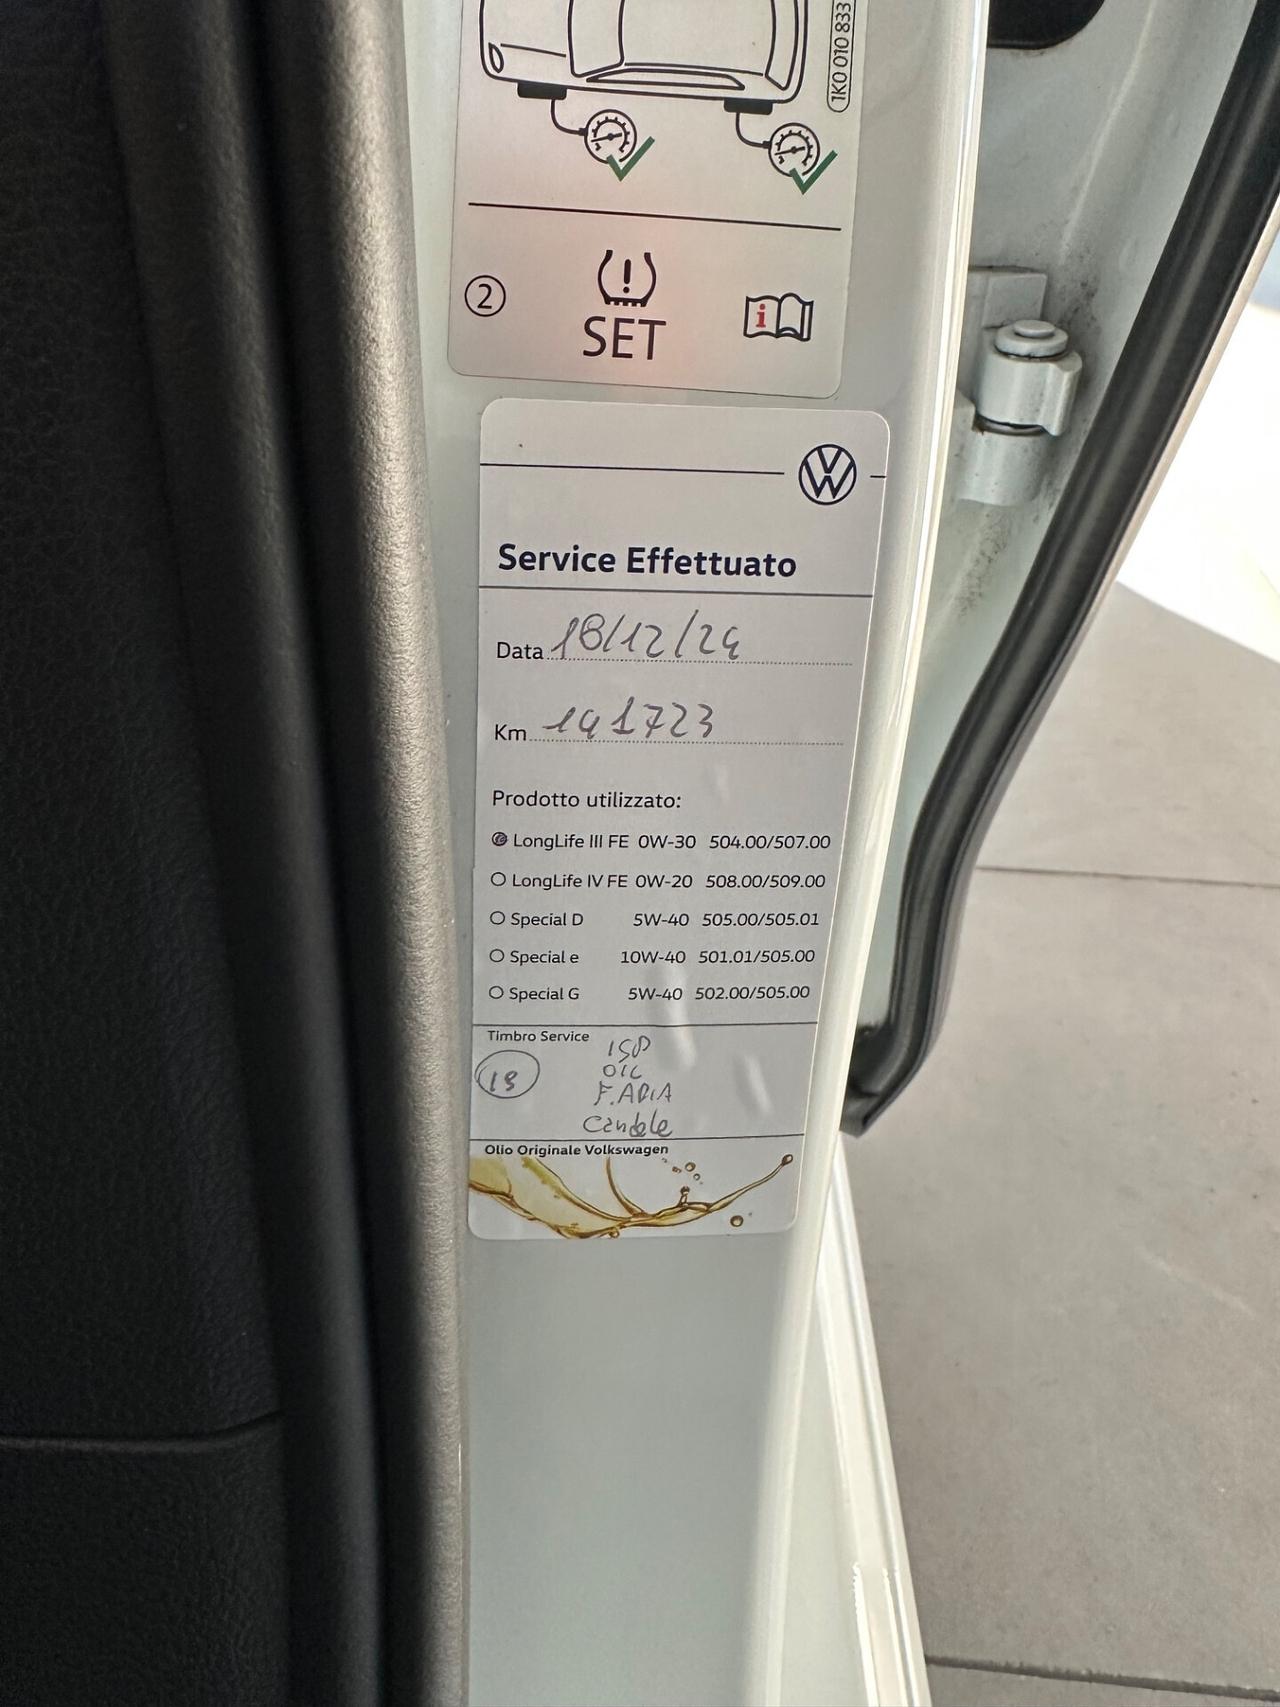 1K0 010 833
2
SET
i
Service Effettuato
Data 18/12/24
Km 141723
Prodotto utilizzato:
LongLife III FE 0W-30 504.00/507.00
LongLife IV FE 0W-20 508.00/509.00
Special D 5W-40 505.00/505.01
Special e 10W-40 501.01/505.00
Special G 5W-40 502.00/505.00
Timbro Service
ISP
OIL
F.ARIA
Candele
Olio Originale Volkswagen